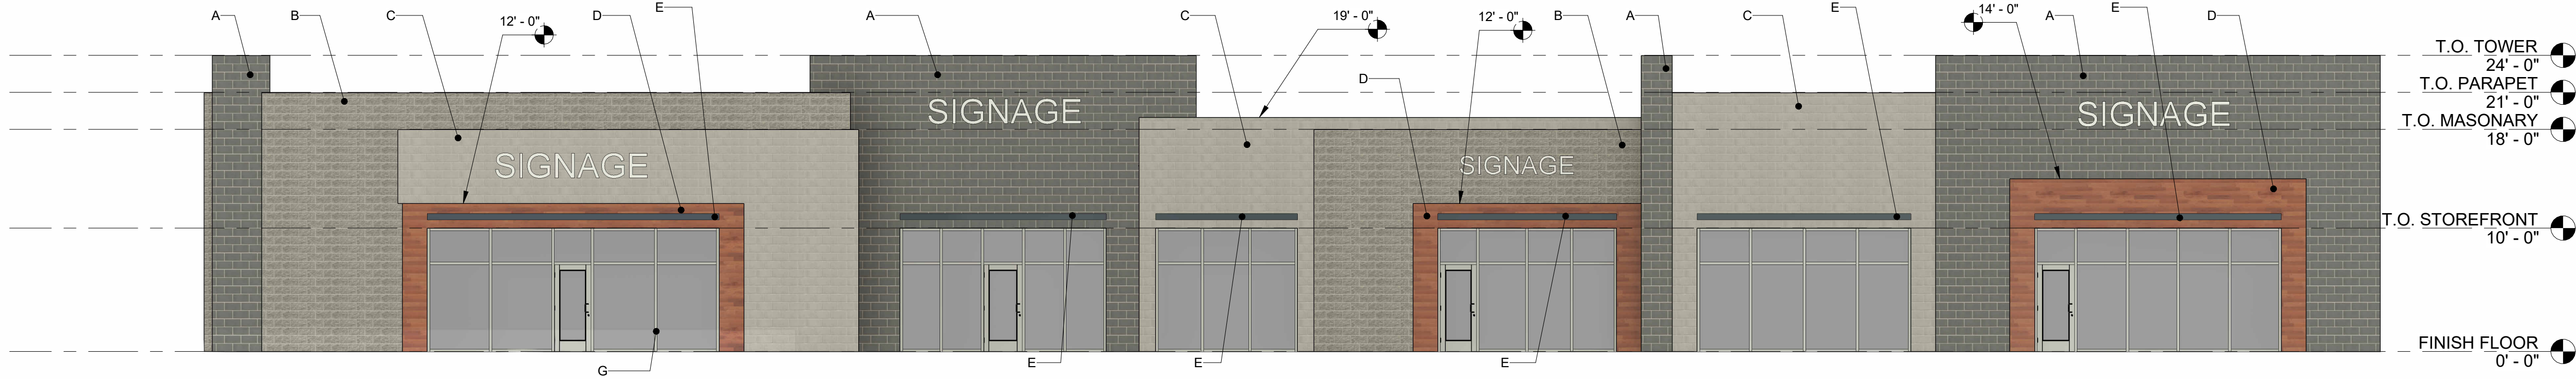 A
B
C
12' - 0"
D
E
A
C
19' - 0"
12' - 0"
B
A
C
E
14' - 0"
A
E
D
D
T.O. TOWER
24' - 0"
T.O. PARAPET
21' - 0"
T.O. MASONARY
18' - 0"
SIGNAGE
SIGNAGE
SIGNAGE
SIGNAGE
T.O. STOREFRONT
10' - 0"
FINISH FLOOR
0' - 0"
G
E
E
E